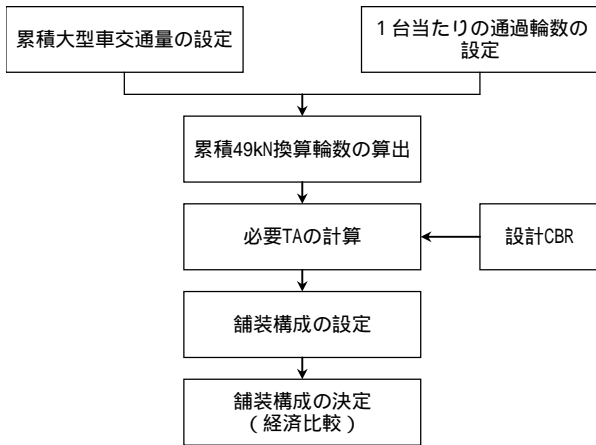 累積大型車交通量の設定
１台当たりの通過輪数の
設定
累積49kN換算輪数の算出
必要TAの計算
設計CBR
舗装構成の設定
舗装構成の決定
（経済比較）